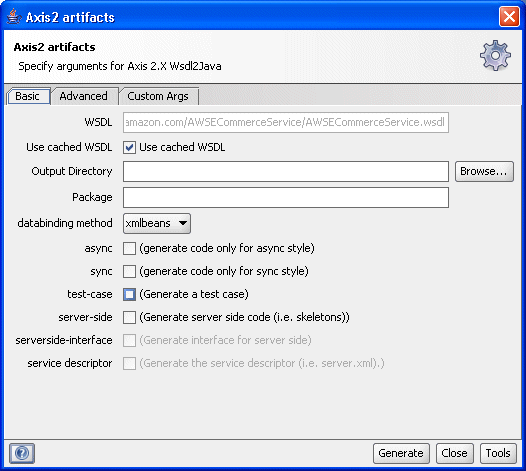 Axis2 artifacts
Axis2 artifacts
Specify arguments for Axis 2.X Wsdl2Java
Basic Advanced Custom Args
WSDL amazon.com/AWSECommerceService/AWSECommerceService.wsdl
Use cached WSDL Use cached WSDL
Output Directory Browse...
Package
databinding method xmlbeans
async (generate code only for async style)
sync (generate code only for sync style)
test-case (Generate a test case)
server-side (Generate server side code (i.e. skeletons))
serverside-interface (Generate interface for server side)
service descriptor (Generate the service descriptor (i.e. server.xml).)
? Generate Close Tools